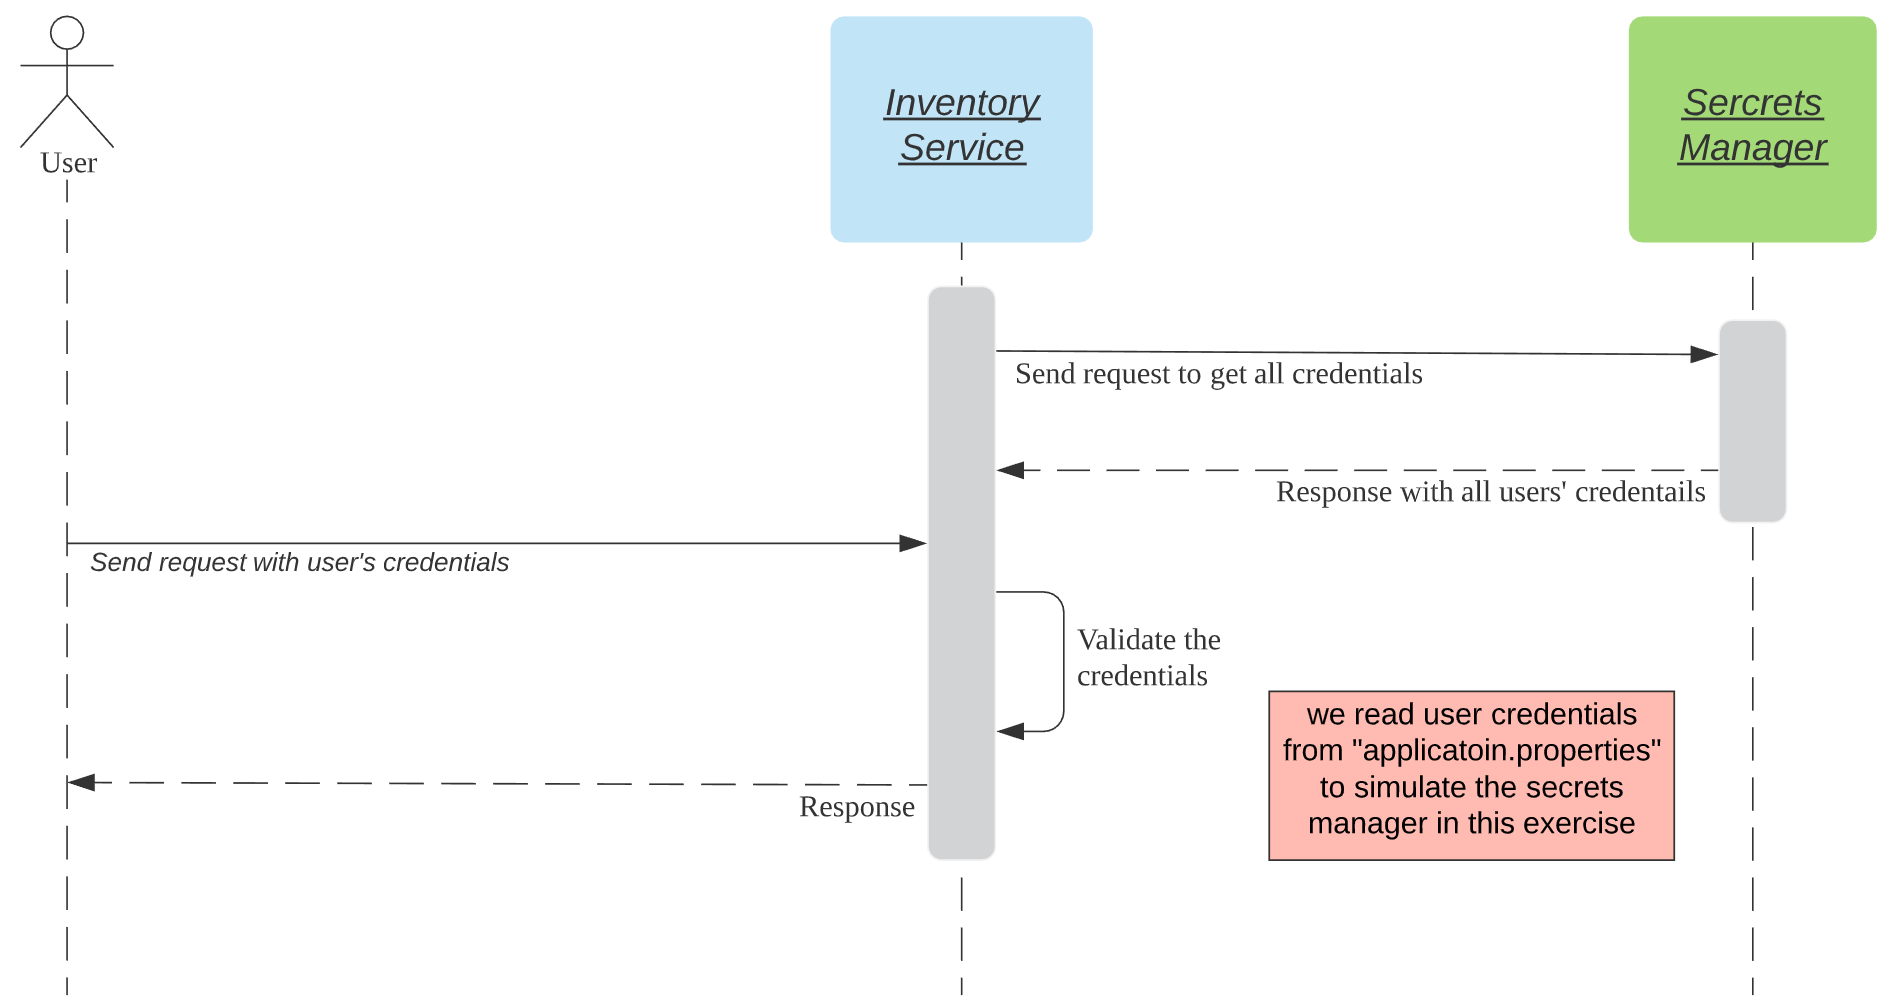 User
Inventory
Service
Sercrets
Manager
Send request to get all credentials
Response with all users' credentails
Send request with user's credentials
Validate the
credentials
we read user credentials
from "applicatoin.properties"
to simulate the secrets
manager in this exercise
Response